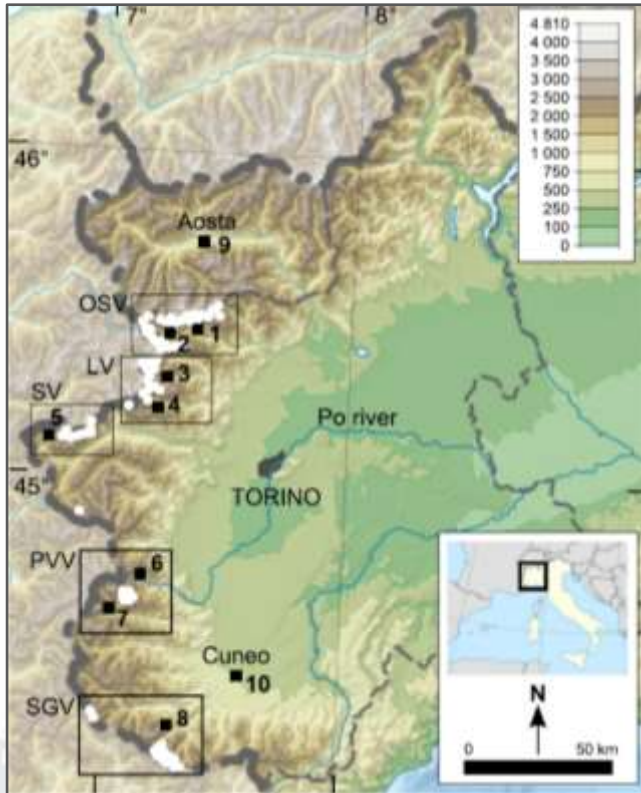 7°
8°
4 810
4 000
3 500
3 000
2 500
2 000
1 500
1 000
750
500
250
100
0
46°
Aosta
9
OSV
2
1
LV
3
4
SV
5
Po river
45°
TORINO
PVV
6
7
Cuneo
10
SGV
8
N
0
50 km